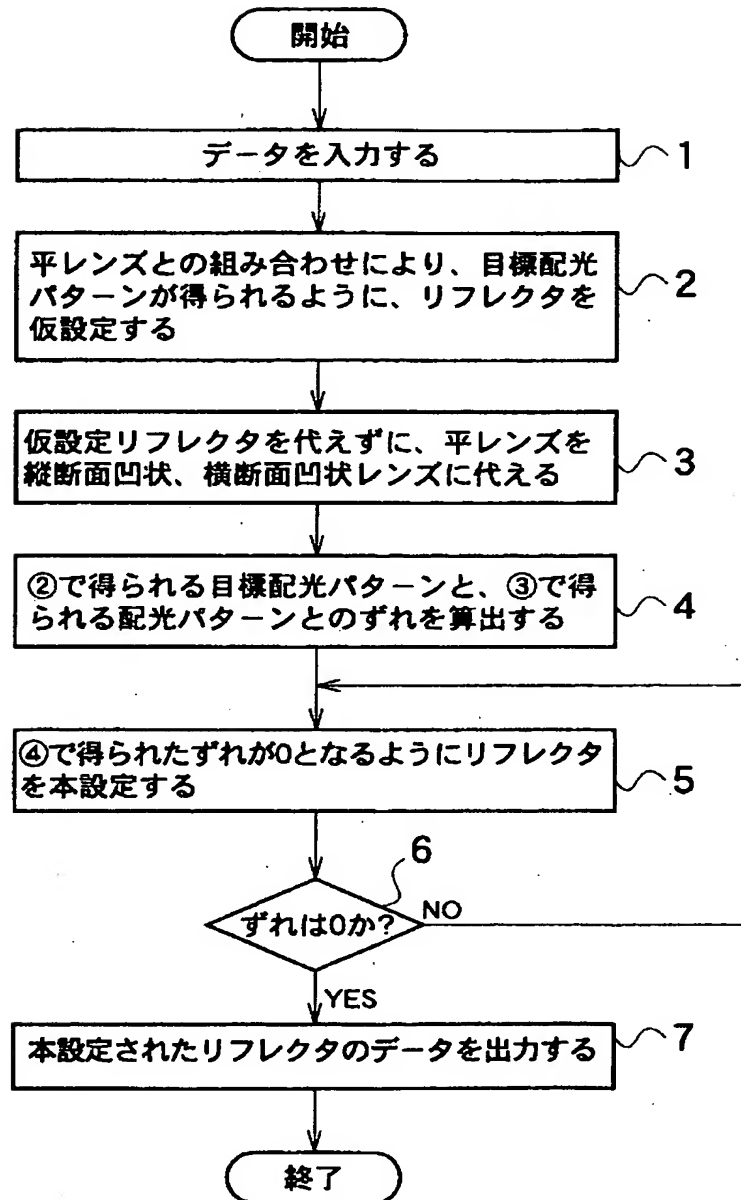 開始
データを入力する
1
平レンズとの組み合わせにより、目標配光
パターンが得られるように、リフレクタを
仮設定する
2
仮設定リフレクタを代えずに、平レンズを
縦断面凹状、横断面凹状レンズに代える
3
②で得られる目標配光パターンと、③で得
られる配光パターンとのずれを算出する
4
④で得られたずれが0となるようにリフレクタ
を本設定する
5
6
ずれは0か?
NO
YES
本設定されたリフレクタのデータを出力する
7
終了